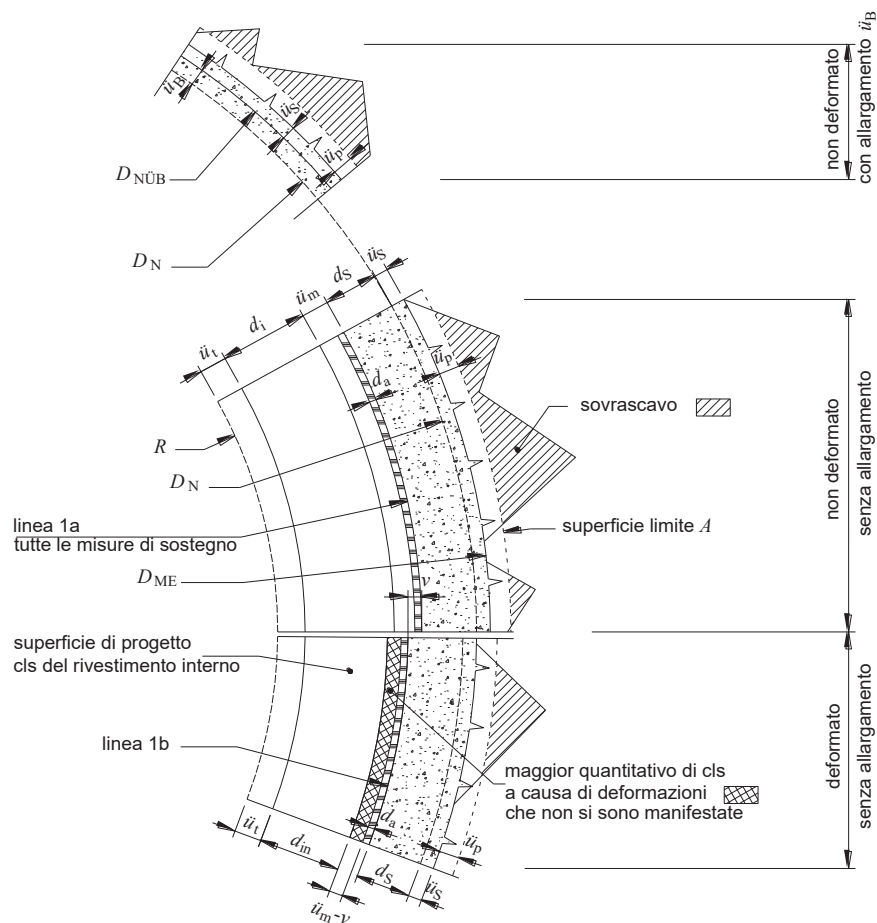 ü_B
ü_S
ü_p
D_NÜB
D_N
non deformato
con allargamento ü_B
ü_t
d_i
ü_m
d_S
ü_S
ü_p
d_a
R
D_N
linea 1a
tutte le misure di sostegno
D_ME
v
sovrascavo
superficie limite A
non deformato
senza allargamento
superficie di progetto
cls del rivestimento interno
linea 1b
maggior quantitativo di cls
a causa di deformazioni
che non si sono manifestate
deformato
senza allargamento
ü_t
d_in
ü_m-v
d_a
d_S
ü_S
ü_p